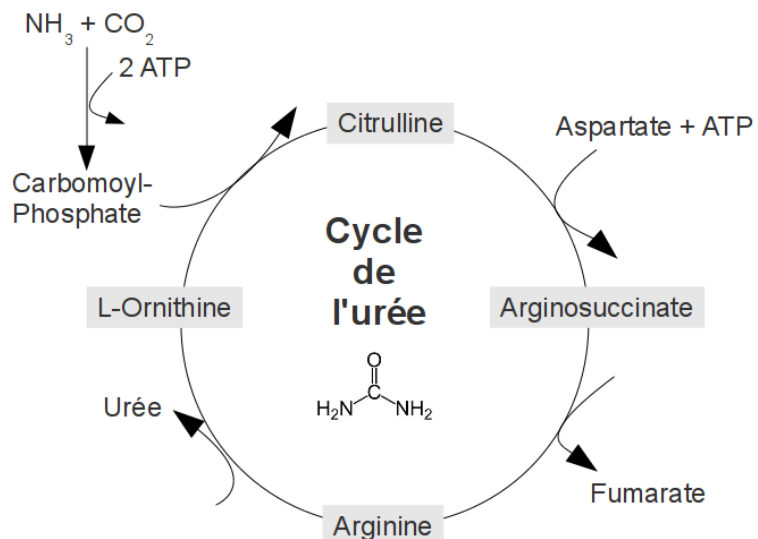 NH3 + CO2
2 ATP
Carbomoyl-
Phosphate
Citrulline
Aspartate + ATP
Cycle
de
l'urée
L-Ornithine
Arginosuccinate
O
C
H2N
NH2
Urée
Fumarate
Arginine